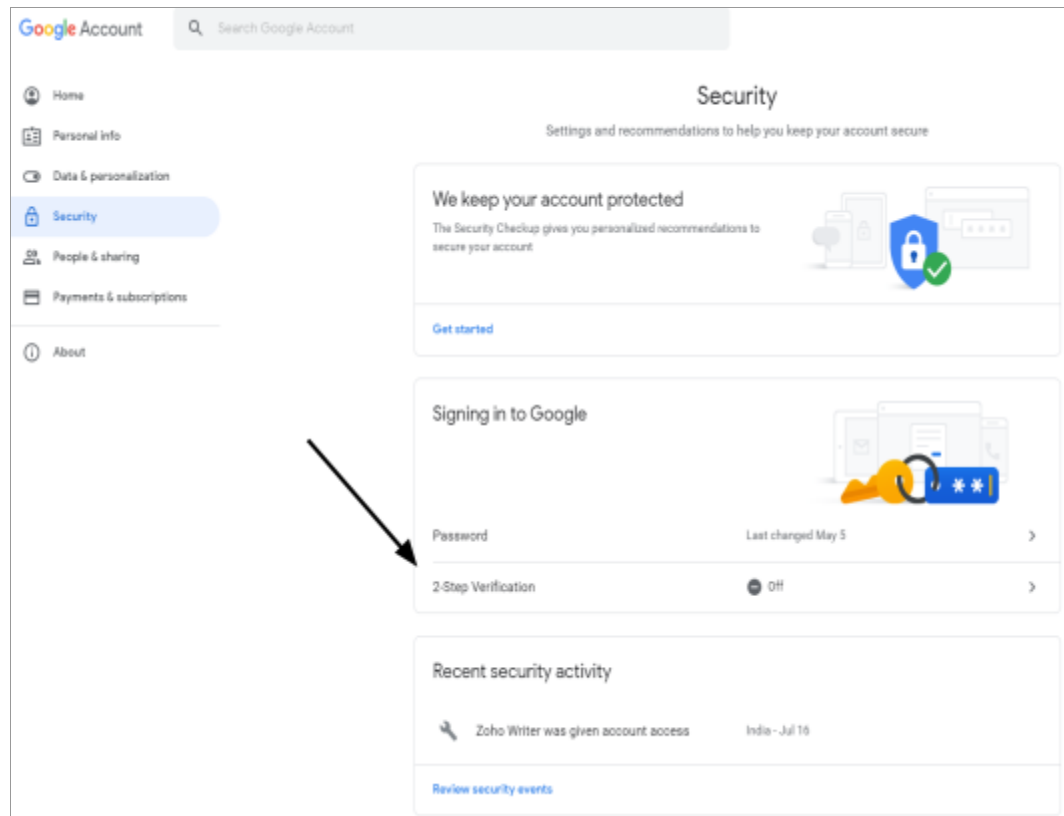 Google Account
Search Google Account
Home
Personal info
Data & personalization
Security
People & sharing
Payments & subscriptions
About
Security
Settings and recommendations to help you keep your account secure
We keep your account protected
The Security Checkup gives you personalized recommendations to
secure your account
Get started
Signing in to Google
* *
Password Last changed May 5
2-Step Verification Off
Recent security activity
Zoho Writer was given account access India - Jul 16
Review security events